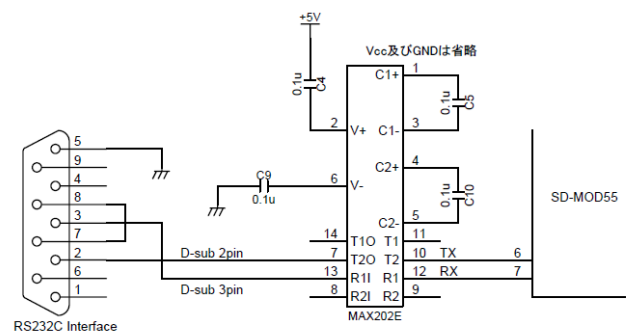 +5V
Vcc及びGNDは省略
0.1u
C4
C1+
1
0.1u
C5
2
V+
C1-
3
5
9
4
8
3
7
2
6
1
C9
0.1u
6
V-
C2+
4
0.1u
C10
C2-
5
SD-MOD55
14
T1O
T1
11
D-sub 2pin
7
T2O
T2
10
TX
6
13
R1I
R1
12
RX
7
D-sub 3pin
8
R2I
R2
9
MAX202E
RS232C Interface